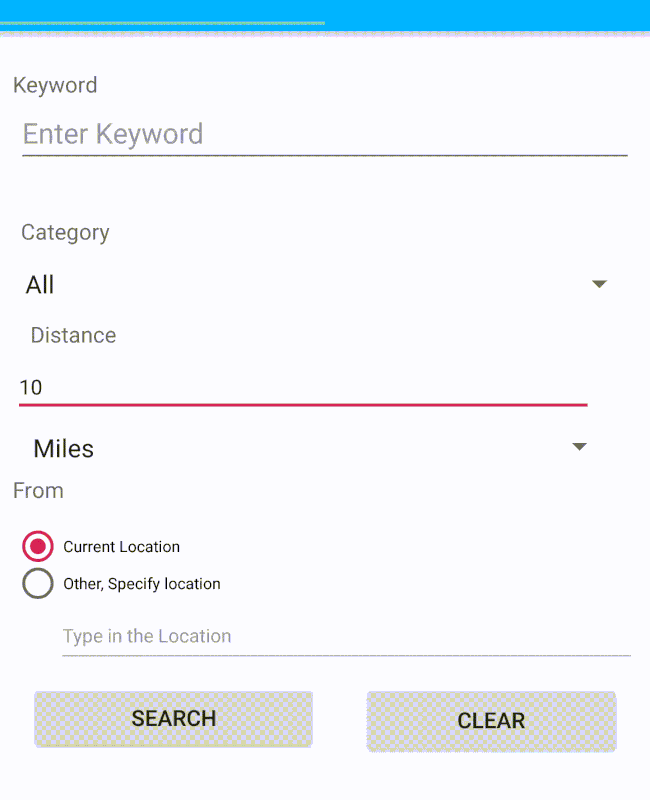 Keyword
Enter Keyword
Category
All
Distance
10
Miles
From
Current Location
Other, Specify location
Type in the Location
SEARCH
CLEAR